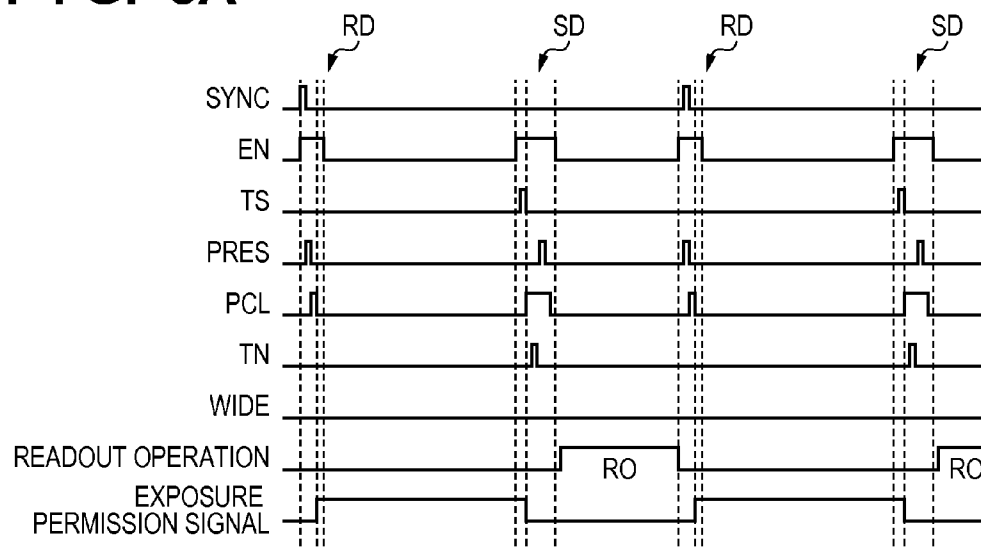 RD SD RD SD
SYNC
EN
TS
PRES
PCL
TN
WIDE
READOUT OPERATION RO RO
EXPOSURE
PERMISSION SIGNAL